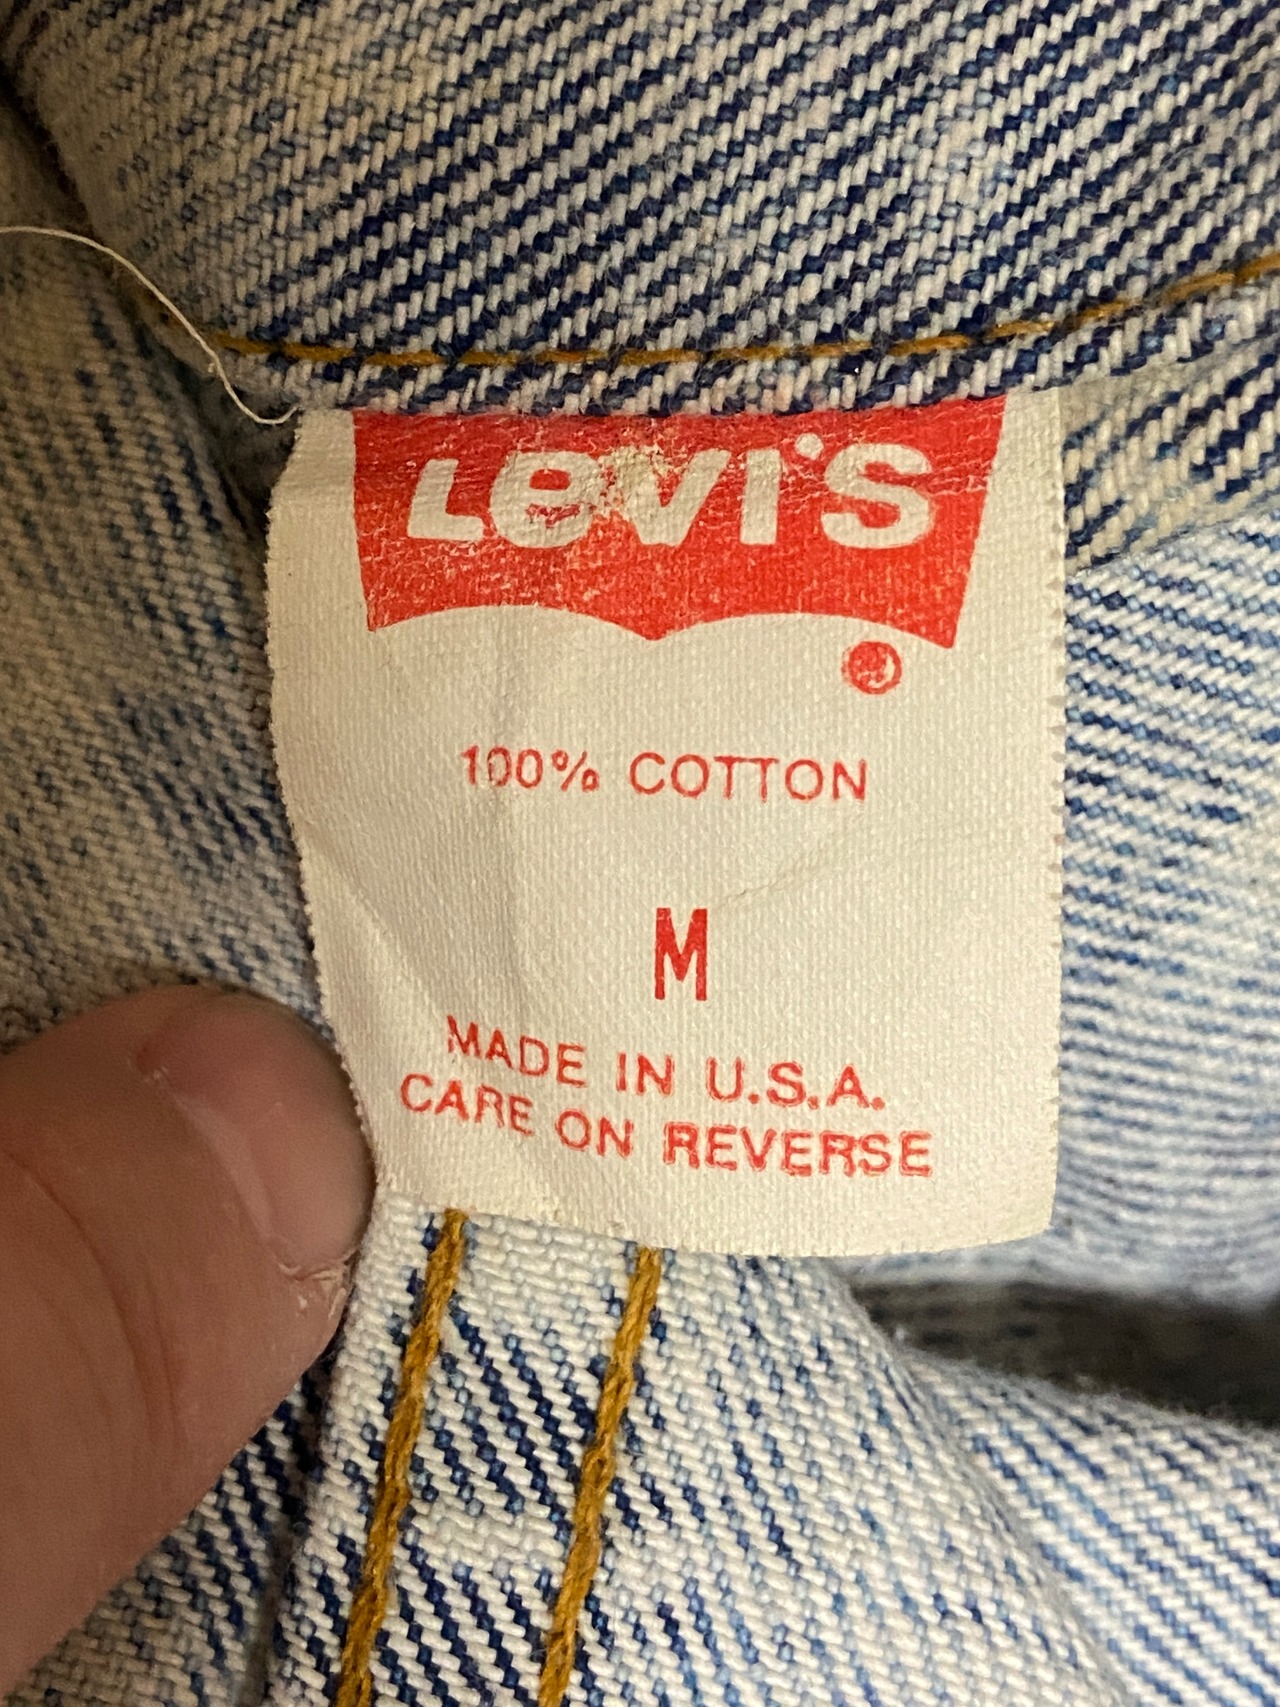 Levi's
100% COTTON
M
MADE IN U.S.A.
CARE ON REVERSE